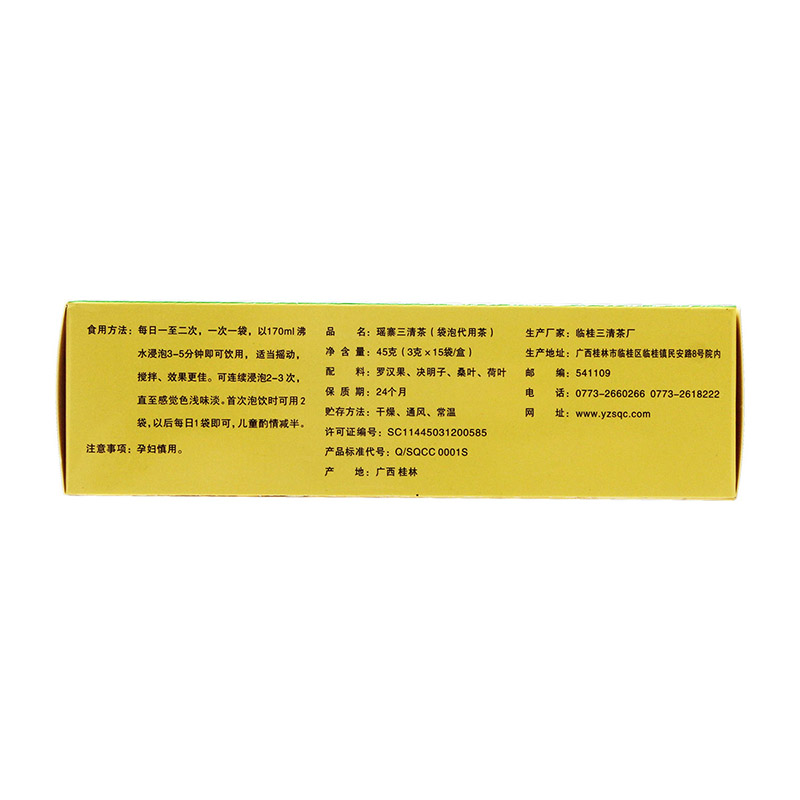 食用方法：每日一至二次，一次一袋，以170ml沸
水浸泡3-5分钟即可饮用，适当摇动，
搅拌、效果更佳。可连续浸泡2-3次，
直至感觉色浅味淡。首次泡饮时可用2
袋，以后每日1袋即可，儿童酌情减半。
注意事项：孕妇慎用。
品 名：瑶寨三清茶（袋泡代用茶）
净 含 量：45克（3克×15袋/盒）
配 料：罗汉果、决明子、桑叶、荷叶
保 质 期：24个月
贮存方法：干燥、通风、常温
许可证编号：SC11445031200585
产品标准代号：Q/SQCC 0001S
产 地：广西 桂林
生产厂家：临桂三清茶厂
生产地址：广西桂林市临桂区临桂镇民安路8号院内
邮 编：541109
电 话：0773-2660266 0773-2618222
网 址：www.yzsqc.com